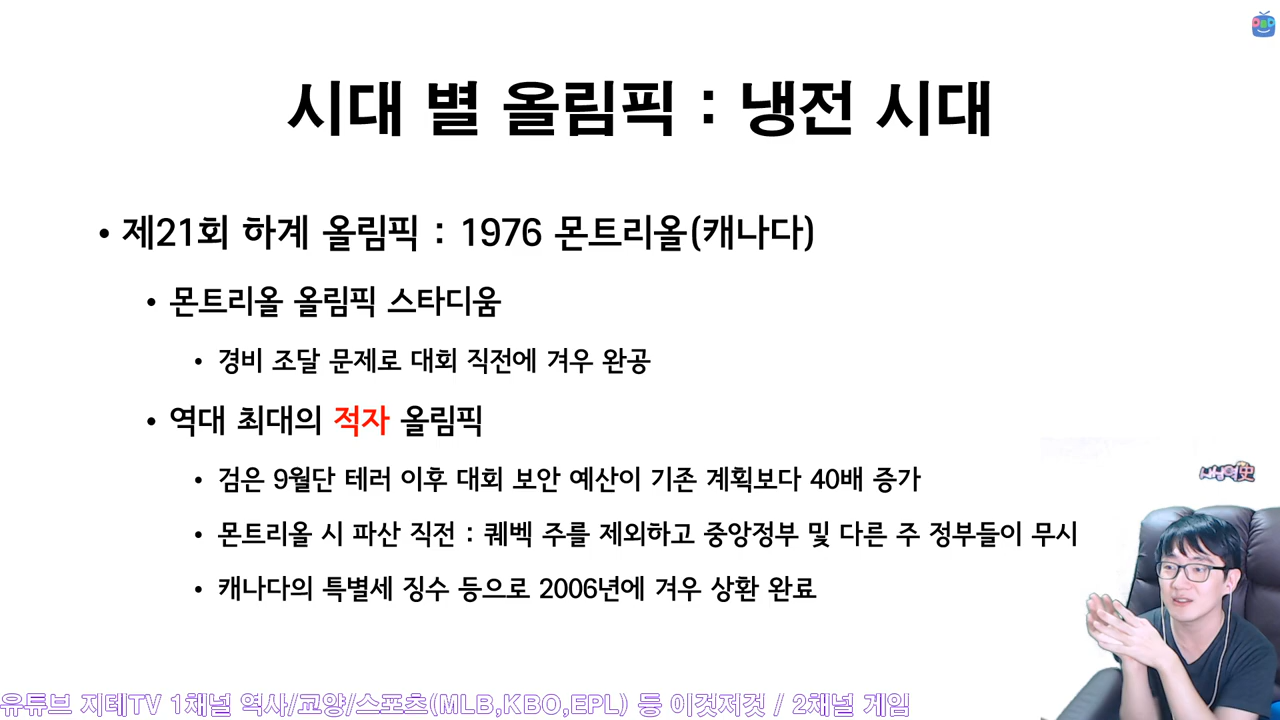 시대 별 올림픽 : 냉전 시대
• 제21회 하계 올림픽 : 1976 몬트리올(캐나다)
• 몬트리올 올림픽 스타디움
• 경비 조달 문제로 대회 직전에 겨우 완공
• 역대 최대의 적자 올림픽
• 검은 9월단 테러 이후 대회 보안 예산이 기존 계획보다 40배 증가
• 몬트리올 시 파산 직전 : 퀘벡 주를 제외하고 중앙정부 및 다른 주 정부들이 무시
• 캐나다의 특별세 징수 등으로 2006년에 겨우 상환 완료
유튜브 지테TV 1채널 역사/교양/스포츠(MLB,KBO,EPL) 등 이것저것 / 2채널 게임